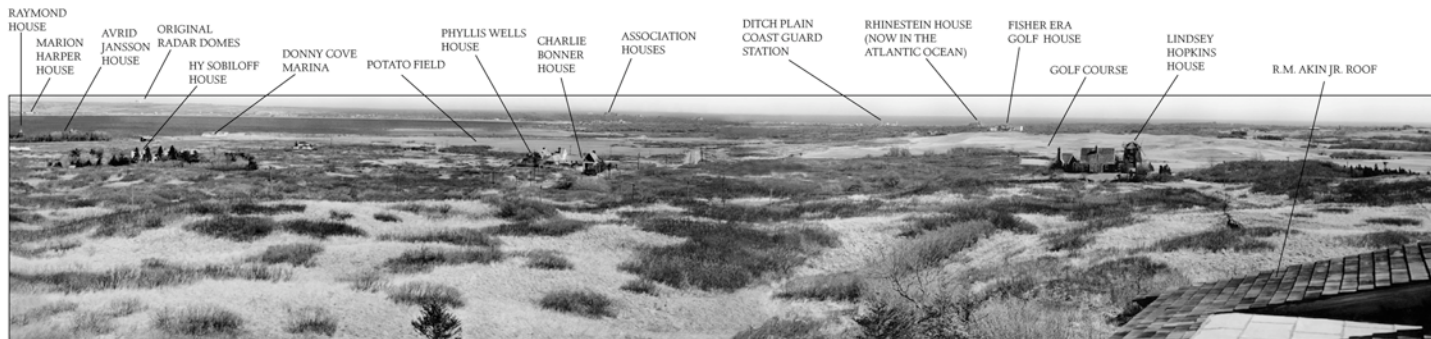 RAYMOND
HOUSE
MARION
HARPER
HOUSE
AVRID
JANSSON
HOUSE
ORIGINAL
RADAR DOMES
HY SOBILOFF
HOUSE
DONNY COVE
MARINA
POTATO FIELD
PHYLLIS WELLS
HOUSE
CHARLIE
BONNER
HOUSE
ASSOCIATION
HOUSES
DITCH PLAIN
COAST GUARD
STATION
RHINESTEIN HOUSE
(NOW IN THE
ATLANTIC OCEAN)
FISHER ERA
GOLF HOUSE
GOLF COURSE
LINDSEY
HOPKINS
HOUSE
R.M. AKIN JR. ROOF